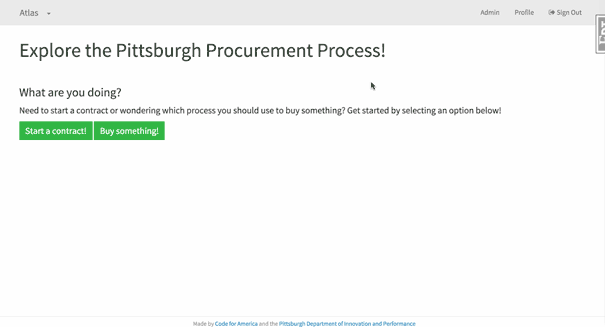 Atlas
Admin Profile Sign Out
Explore the Pittsburgh Procurement Process!
What are you doing?
Need to start a contract or wondering which process you should use to buy something? Get started by selecting an option below!
Start a contract! Buy something!
Made by Code for America and the Pittsburgh Department of Innovation and Performance